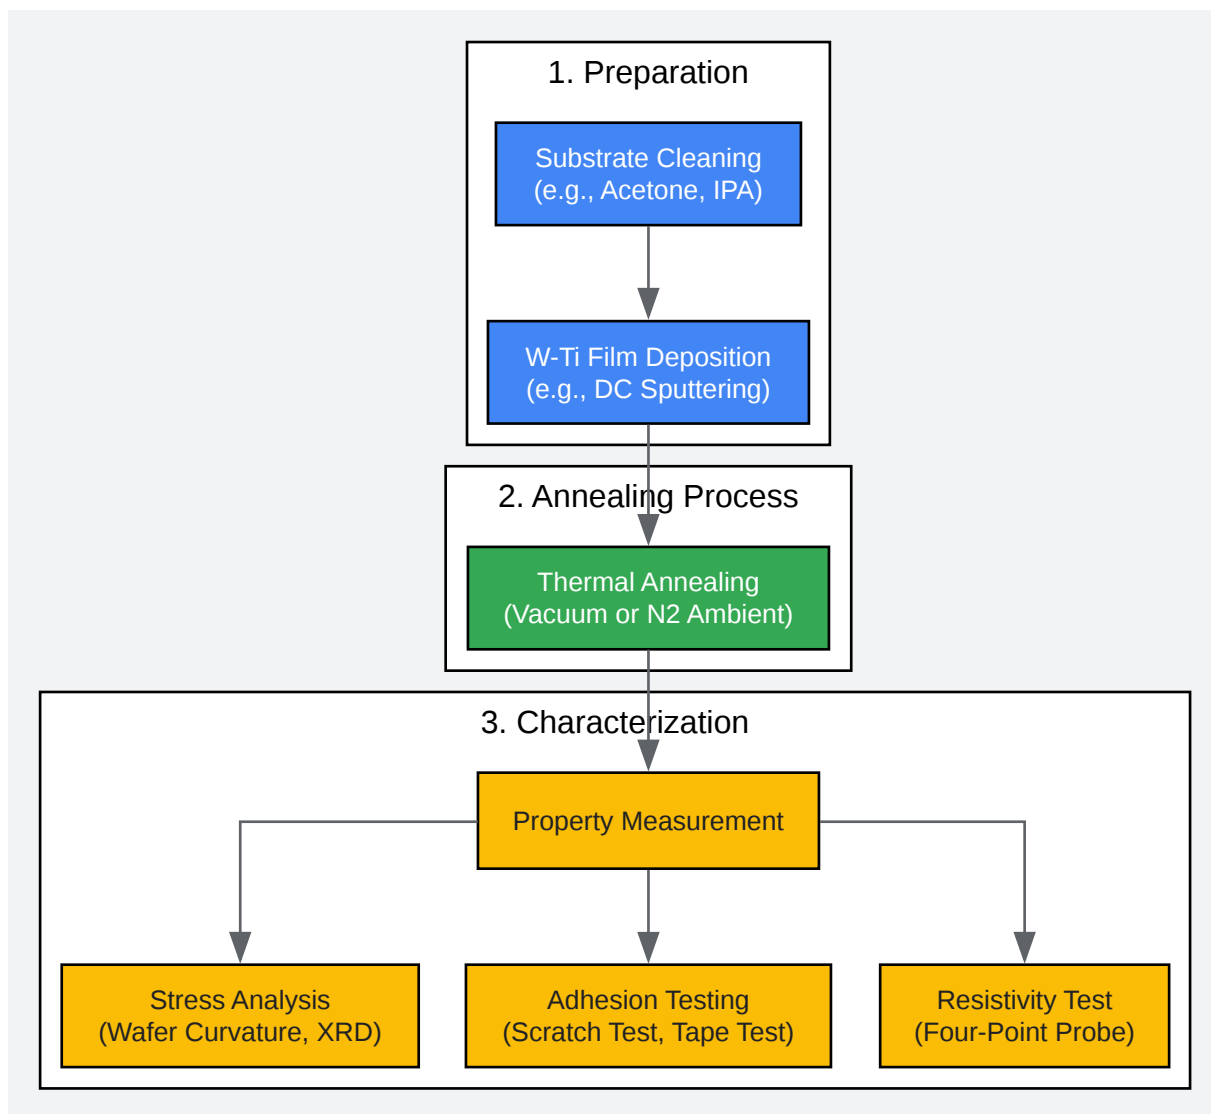 1. Preparation
Substrate Cleaning
(e.g., Acetone, IPA)
W-Ti Film Deposition
(e.g., DC Sputtering)
2. Annealing Process
Thermal Annealing
(Vacuum or N2 Ambient)
3. Characterization
Property Measurement
Stress Analysis
(Wafer Curvature, XRD)
Adhesion Testing
(Scratch Test, Tape Test)
Resistivity Test
(Four-Point Probe)